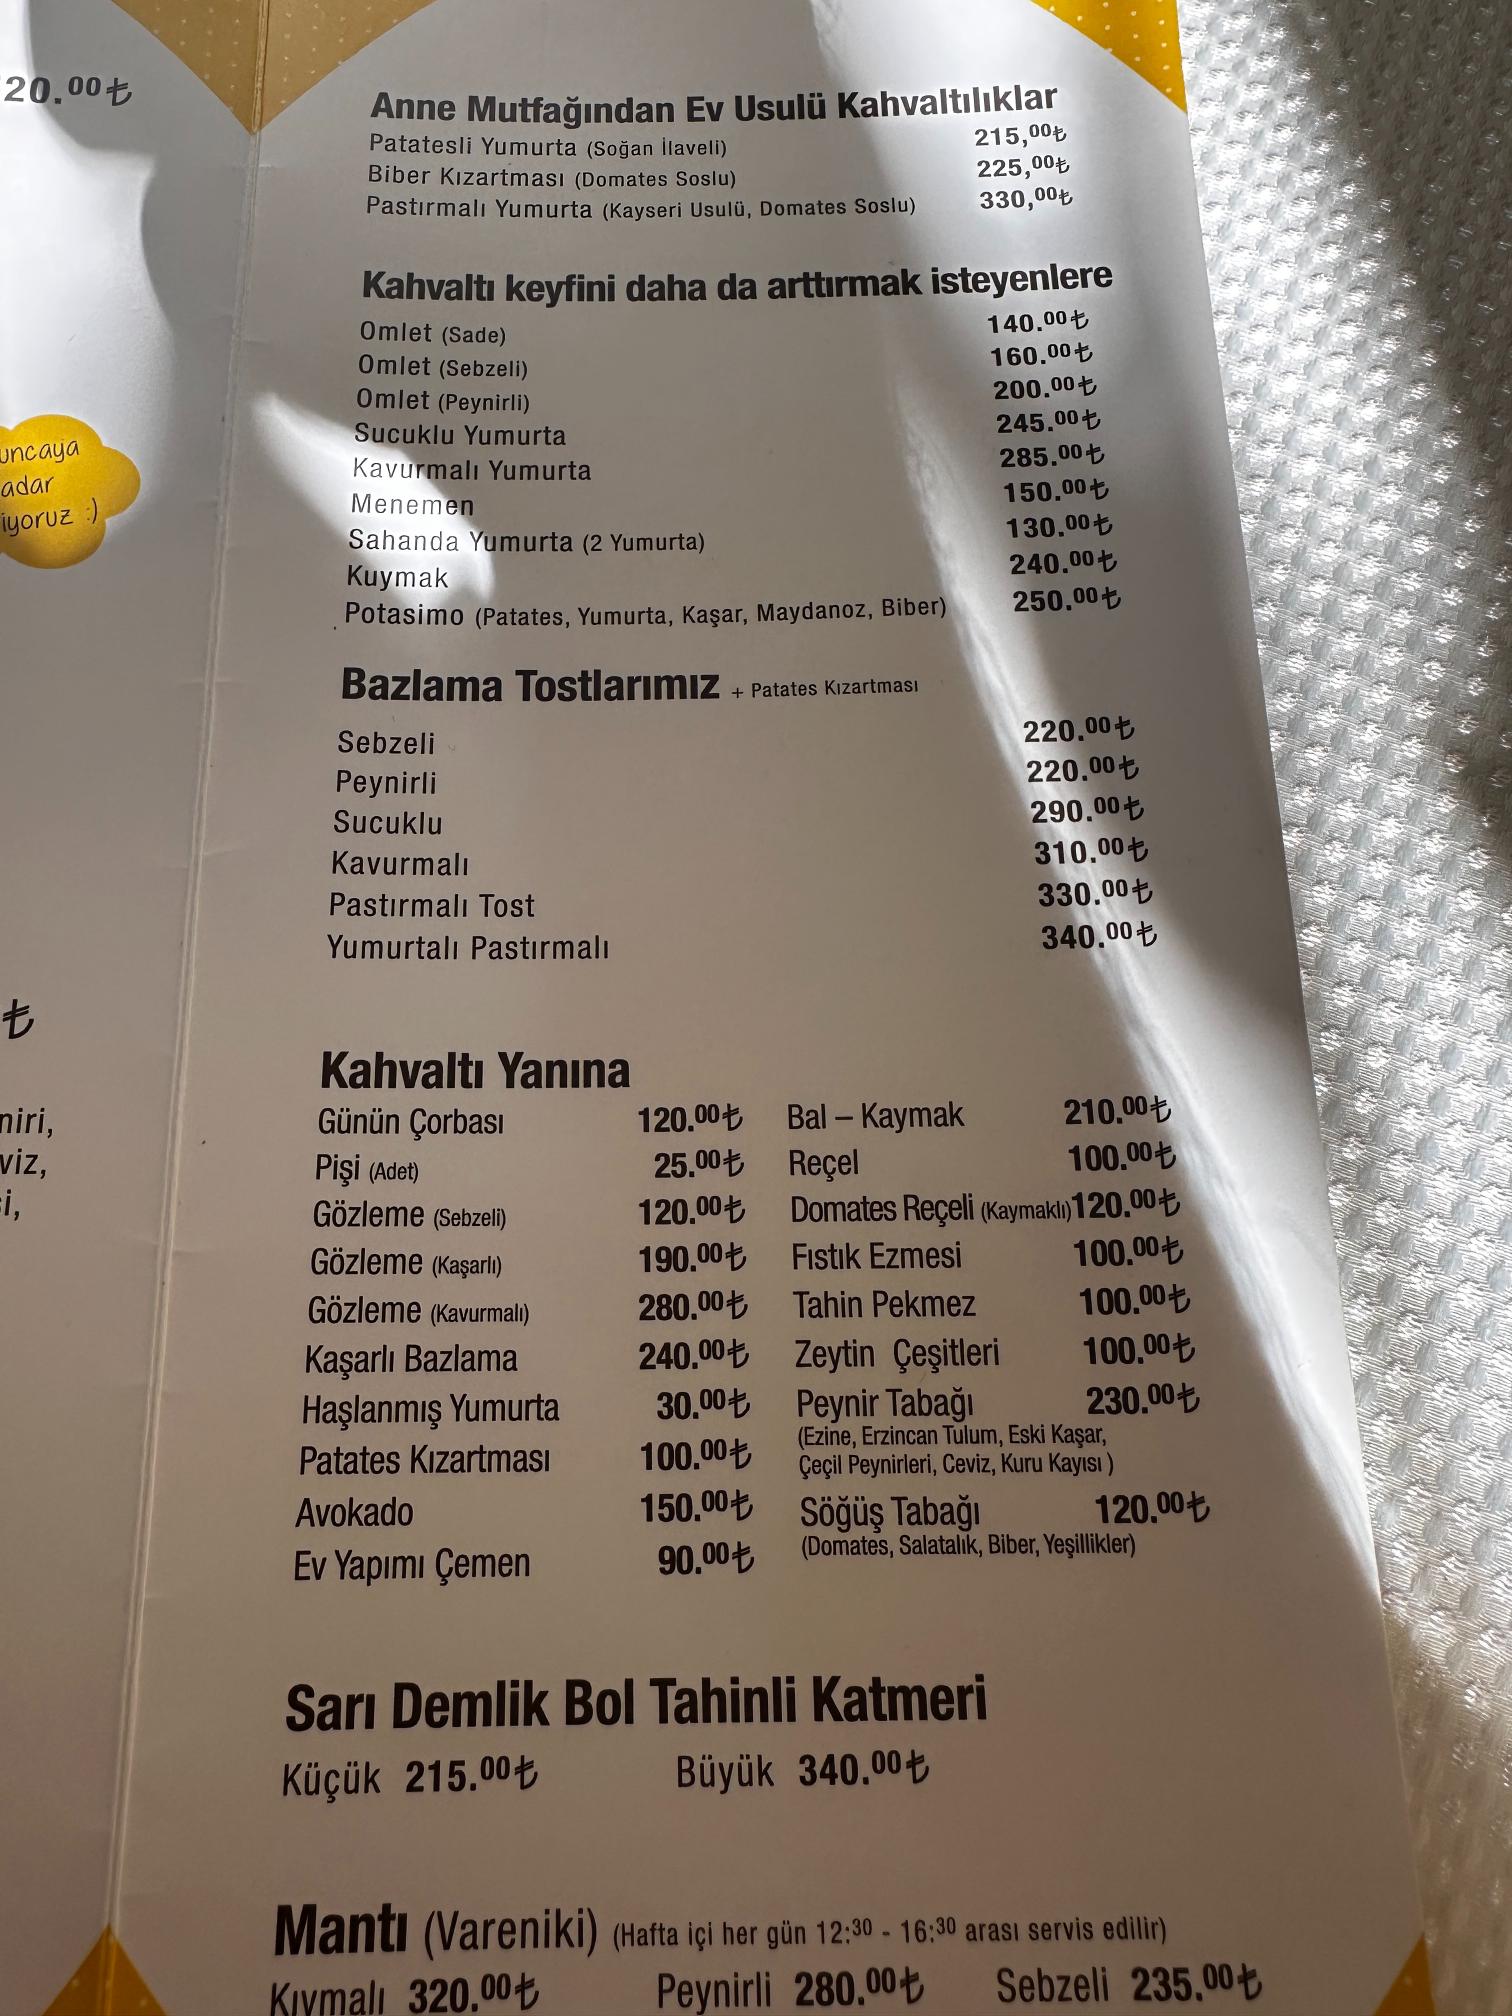 20.00₺
uncaya
adar
iyoruz :)
₺
niri,
viz,
i,
Anne Mutfağından Ev Usulü Kahvaltılıklar
Patatesli Yumurta (Soğan İlaveli) 215,00₺
Biber Kızartması (Domates Soslu) 225,00₺
Pastırmalı Yumurta (Kayseri Usulü, Domates Soslu) 330,00₺
Kahvaltı keyfini daha da arttırmak isteyenlere
Omlet (Sade) 140.00₺
Omlet (Sebzeli) 160.00₺
Omlet (Peynirli) 200.00₺
Sucuklu Yumurta 245.00₺
Kavurmalı Yumurta 285.00₺
Menemen 150.00₺
Sahanda Yumurta (2 Yumurta) 130.00₺
Kuymak 240.00₺
Potasimo (Patates, Yumurta, Kaşar, Maydanoz, Biber) 250.00₺
Bazlama Tostlarımız + Patates Kızartması
Sebzeli 220.00₺
Peynirli 220.00₺
Sucuklu 290.00₺
Kavurmalı 310.00₺
Pastırmalı Tost 330.00₺
Yumurtalı Pastırmalı 340.00₺
Kahvaltı Yanına
Günün Çorbası 120.00₺
Pişi (Adet) 25.00₺
Gözleme (Sebzeli) 120.00₺
Gözleme (Kaşarlı) 190.00₺
Gözleme (Kavurmalı) 280.00₺
Kaşarlı Bazlama 240.00₺
Haşlanmış Yumurta 30.00₺
Patates Kızartması 100.00₺
Avokado 150.00₺
Ev Yapımı Çemen 90.00₺
Bal – Kaymak 210.00₺
Reçel 100.00₺
Domates Reçeli (Kaymaklı) 120.00₺
Fıstık Ezmesi 100.00₺
Tahin Pekmez 100.00₺
Zeytin Çeşitleri 100.00₺
Peynir Tabağı 230.00₺
(Ezine, Erzincan Tulum, Eski Kaşar,
Çeçil Peynirleri, Ceviz, Kuru Kayısı )
Söğüş Tabağı 120.00₺
(Domates, Salatalık, Biber, Yeşillikler)
Sarı Demlik Bol Tahinli Katmeri
Küçük 215.00₺ Büyük 340.00₺
Mantı (Vareniki) (Hafta içi her gün 12:30 - 16:30 arası servis edilir)
Kıymalı 320.00₺ Peynirli 280.00₺ Sebzeli 235.00₺